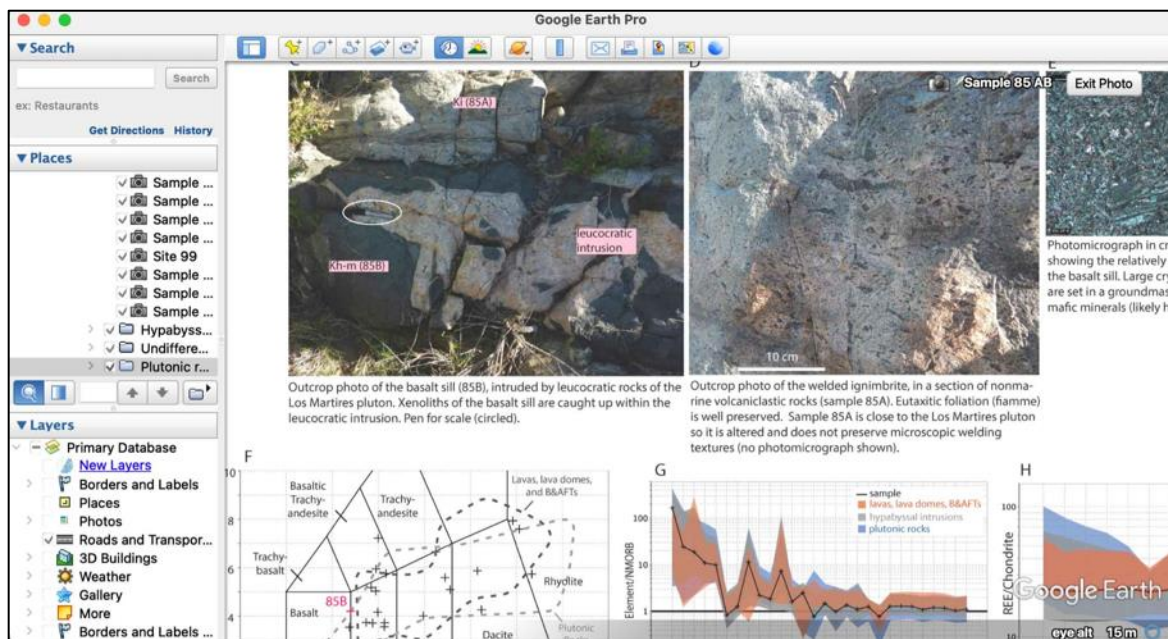 Google Earth Pro
Search
Search
ex: Restaurants
Get Directions History
Places
Sample ...
Sample ...
Sample ...
Sample ...
Site 99
Sample ...
Sample ...
Sample ...
Hypabyss...
Undiffere...
Plutonic r...
Layers
Primary Database
New Layers
Borders and Labels
Places
Photos
Roads and Transpor...
3D Buildings
Weather
Gallery
More
Borders and Labels ...
D
E
Sample 85 AB
Exit Photo
Ki (85A)
leucocratic
intrusion
Kh-m (85B)
10 cm
Outcrop photo of the basalt sill (85B), intruded by leucocratic rocks of the
Los Martires pluton. Xenoliths of the basalt sill are caught up within the
leucocratic intrusion. Pen for scale (circled).
Outcrop photo of the welded ignimbrite, in a section of nonma-
rine volcaniclastic rocks (sample 85A). Eutaxitic foliation (fiamme)
is well preserved. Sample 85A is close to the Los Martires pluton
so it is altered and does not preserve microscopic welding
textures (no photomicrograph shown).
Photomicrograph in cr
showing the relatively
the basalt sill. Large cry
are set in a groundmas
mafic minerals (likely h
F
10
8
6
4
Basaltic
Trachy-
andesite
Trachy-
andesite
Lavas, lava domes,
and B&AFTs
Trachy-
basalt
85B
Basalt
Rhyolite
Dacite
Plutonic
G
Element/NMORB
100
10
1
sample
lavas, lava domes, B&AFTs
hypabyssal intrusions
plutonic rocks
H
REE/Chondrite
100
10
Google Earth
eye alt 15 m